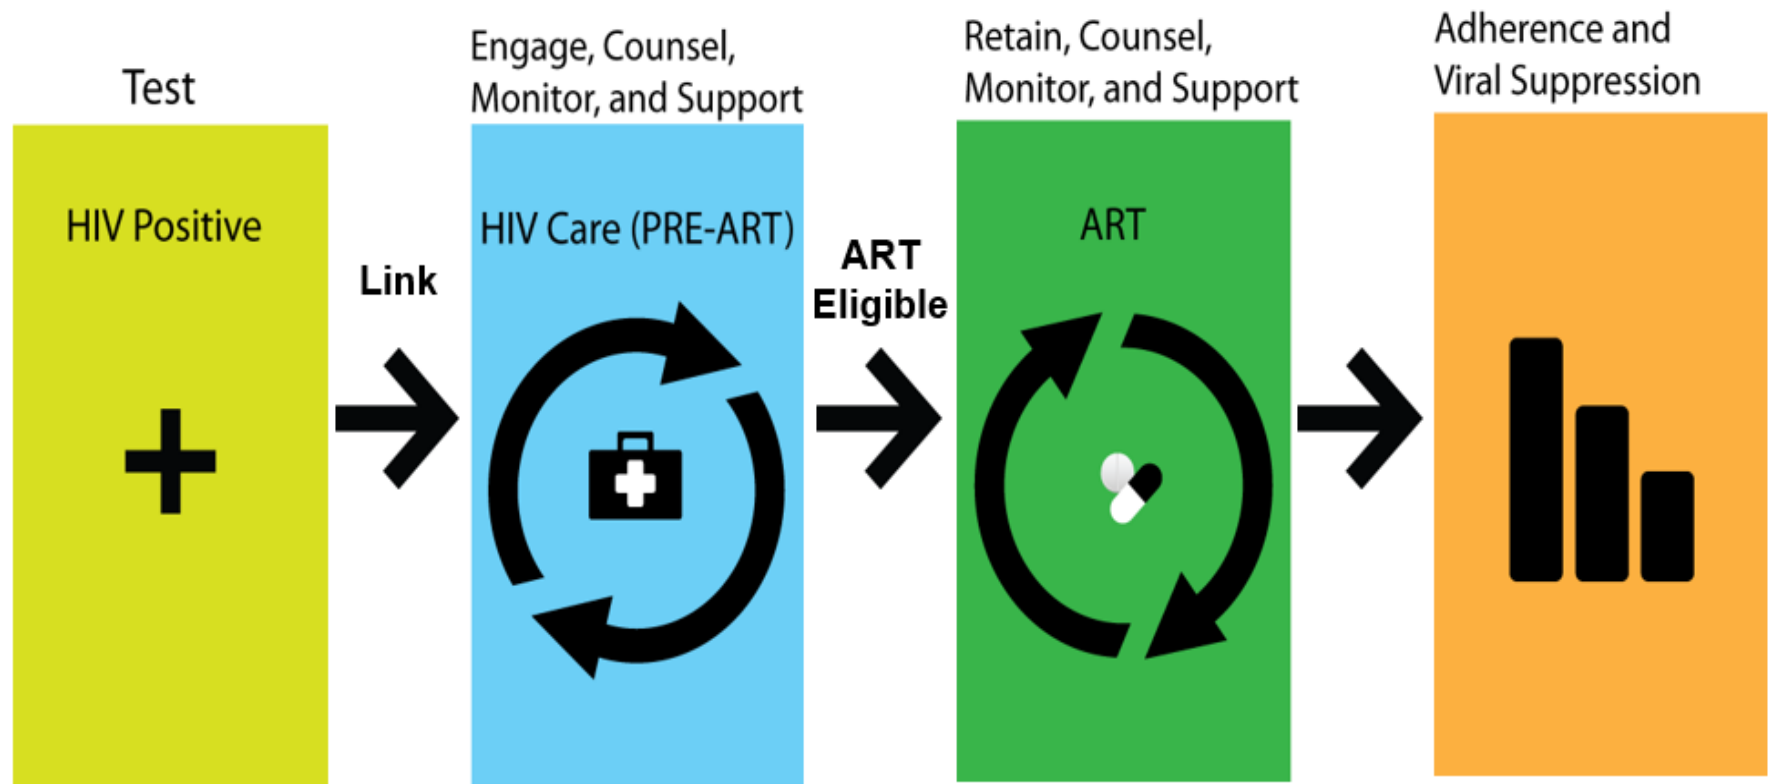 Test
HIV Positive
Link
Engage, Counsel,
Monitor, and Support
HIV Care (PRE-ART)
ART
Eligible
Retain, Counsel,
Monitor, and Support
ART
Adherence and
Viral Suppression